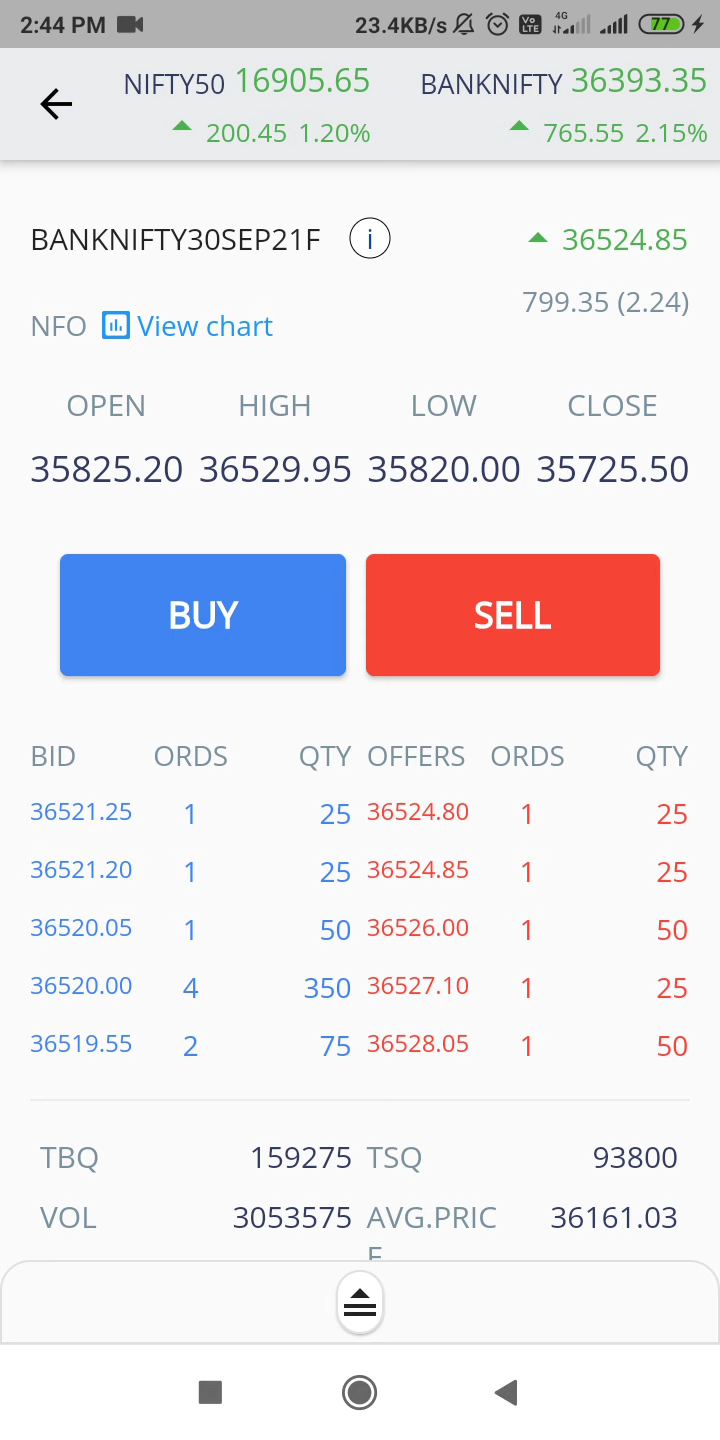 2:44 PM 23.4KB/s Vo LTE 4G 77
NIFTY50 16905.65 BANKNIFTY 36393.35
200.45 1.20% 765.55 2.15%
BANKNIFTY30SEP21F i 36524.85
799.35 (2.24)
NFO View chart
OPEN HIGH LOW CLOSE
35825.20 36529.95 35820.00 35725.50
BUY SELL
BID ORDS QTY OFFERS ORDS QTY
36521.25 1 25 36524.80 1 25
36521.20 1 25 36524.85 1 25
36520.05 1 50 36526.00 1 50
36520.00 4 350 36527.10 1 25
36519.55 2 75 36528.05 1 50
TBQ 159275 TSQ 93800
VOL 3053575 AVG.PRIC 36161.03
E